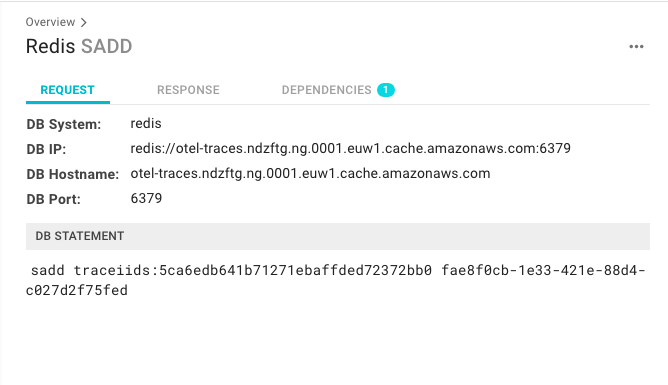 Overview >
Redis SADD
REQUEST RESPONSE DEPENDENCIES 1
DB System: redis
DB IP: redis://otel-traces.ndzftg.ng.0001.euw1.cache.amazonaws.com:6379
DB Hostname: otel-traces.ndzftg.ng.0001.euw1.cache.amazonaws.com
DB Port: 6379
DB STATEMENT
sadd traceiids:5ca6edb641b71271ebaffded72372bb0 fae8f0cb-1e33-421e-88d4-
c027d2f75fed